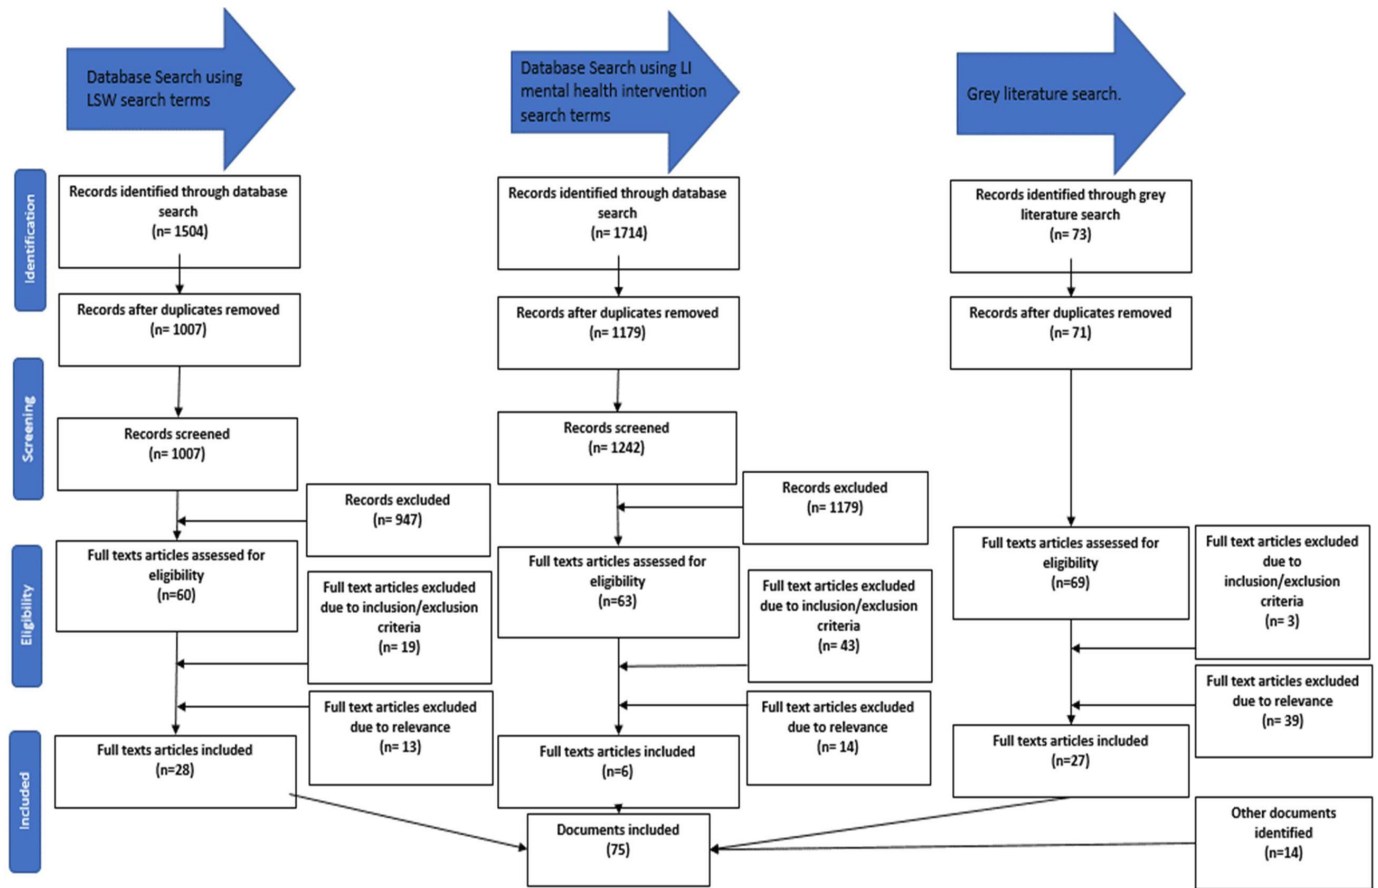 Database Search using
LSW search terms
Database Search using LI
mental health intervention
search terms
Grey literature search.
Identification
Records identified through database
search
(n= 1504)
Records identified through database
search
(n= 1714)
Records identified through grey
literature search
(n= 73)
Records after duplicates removed
(n= 1007)
Records after duplicates removed
(n= 1179)
Records after duplicates removed
(n= 71)
Screening
Records screened
(n= 1007)
Records screened
(n= 1242)
Records excluded
(n= 947)
Records excluded
(n= 1179)
Eligibility
Full texts articles assessed for
eligibility
(n=60)
Full text articles excluded
due to inclusion/exclusion
criteria
(n= 19)
Full texts articles assessed for
eligibility
(n=63)
Full text articles excluded
due to inclusion/exclusion
criteria
(n= 43)
Full texts articles assessed for
eligibility
(n= 69)
Full text articles excluded
due to
inclusion/exclusion
criteria
(n= 3)
Full text articles excluded
due to relevance
(n= 13)
Full text articles excluded
due to relevance
(n= 14)
Full text articles excluded
due to relevance
(n= 39)
Included
Full texts articles included
(n=28)
Full texts articles included
(n=6)
Full texts articles included
(n=27)
Documents included
(75)
Other documents
identified
(n=14)